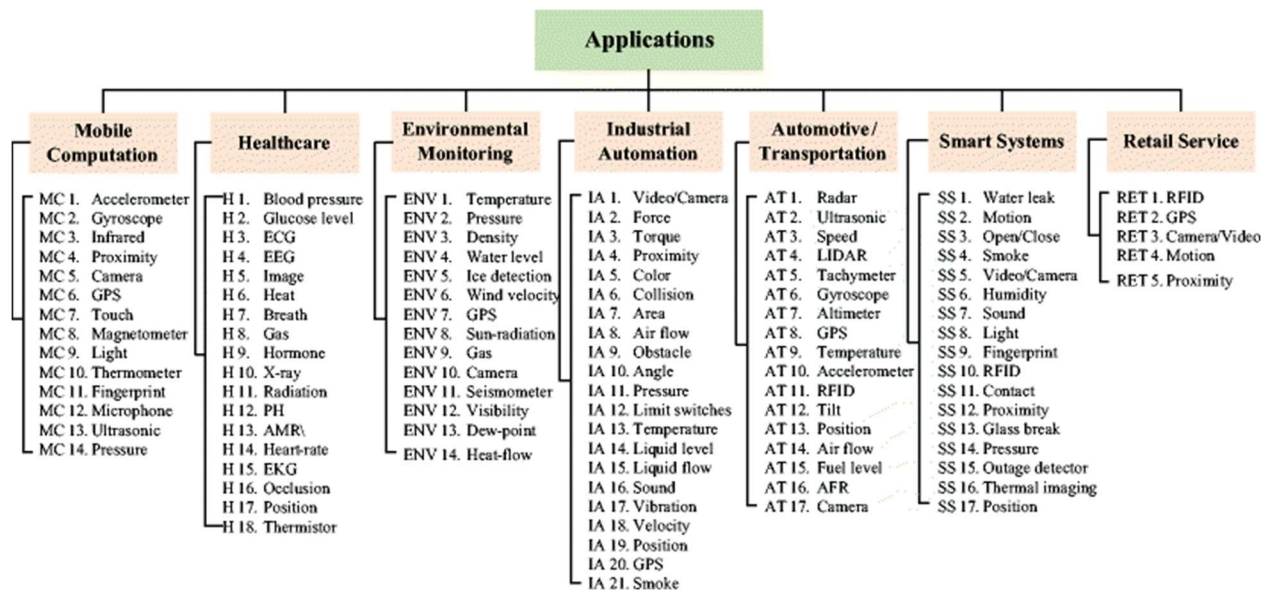 Applications
Mobile
Computation
MC 1. Accelerometer
MC 2. Gyroscope
MC 3. Infrared
MC 4. Proximity
MC 5. Camera
MC 6. GPS
MC 7. Touch
MC 8. Magnetometer
MC 9. Light
MC 10. Thermometer
MC 11. Fingerprint
MC 12. Microphone
MC 13. Ultrasonic
MC 14. Pressure
Healthcare
H 1. Blood pressure
H 2. Glucose level
H 3. ECG
H 4. EEG
H 5. Image
H 6. Heat
H 7. Breath
H 8. Gas
H 9. Hormone
H 10. X-ray
H 11. Radiation
H 12. PH
H 13. AMR\
H 14. Heart-rate
H 15. EKG
H 16. Occlusion
H 17. Position
H 18. Thermistor
Environmental
Monitoring
ENV 1. Temperature
ENV 2. Pressure
ENV 3. Density
ENV 4. Water level
ENV 5. Ice detection
ENV 6. Wind velocity
ENV 7. GPS
ENV 8. Sun-radiation
ENV 9. Gas
ENV 10. Camera
ENV 11. Seismometer
ENV 12. Visibility
ENV 13. Dew-point
ENV 14. Heat-flow
Industrial
Automation
IA 1. Video/Camera
IA 2. Force
IA 3. Torque
IA 4. Proximity
IA 5. Color
IA 6. Collision
IA 7. Area
IA 8. Air flow
IA 9. Obstacle
IA 10. Angle
IA 11. Pressure
IA 12. Limit switches
IA 13. Temperature
IA 14. Liquid level
IA 15. Liquid flow
IA 16. Sound
IA 17. Vibration
IA 18. Velocity
IA 19. Position
IA 20. GPS
IA 21. Smoke
Automotive/
Transportation
AT 1. Radar
AT 2. Ultrasonic
AT 3. Speed
AT 4. LIDAR
AT 5. Tachymeter
AT 6. Gyroscope
AT 7. Altimeter
AT 8. GPS
AT 9. Temperature
AT 10. Accelerometer
AT 11. RFID
AT 12. Tilt
AT 13. Position
AT 14. Air flow
AT 15. Fuel level
AT 16. AFR
AT 17. Camera
Smart Systems
SS 1. Water leak
SS 2. Motion
SS 3. Open/Close
SS 4. Smoke
SS 5. Video/Camera
SS 6. Humidity
SS 7. Sound
SS 8. Light
SS 9. Fingerprint
SS 10. RFID
SS 11. Contact
SS 12. Proximity
SS 13. Glass break
SS 14. Pressure
SS 15. Outage detector
SS 16. Thermal imaging
SS 17. Position
Retail Service
RET 1. RFID
RET 2. GPS
RET 3. Camera/Video
RET 4. Motion
RET 5. Proximity